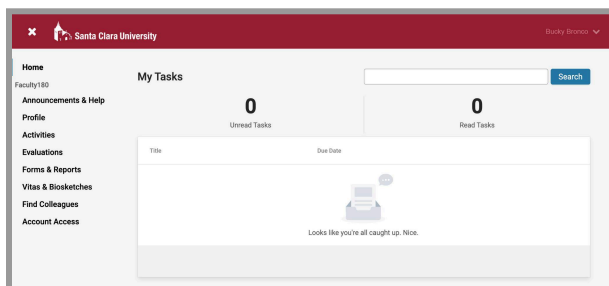 Santa Clara University
Bucky Bronco
Home
Faculty180
Announcements & Help
Profile
Activities
Evaluations
Forms & Reports
Vitas & Biosketches
Find Colleagues
Account Access
My Tasks
Search
0
Unread Tasks
0
Read Tasks
Title
Due Date
Looks like you're all caught up. Nice.